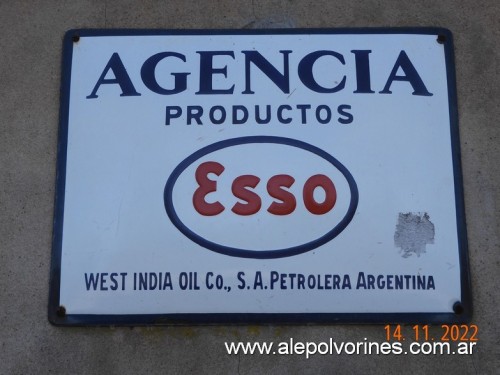 AGENCIA
PRODUCTOS
Esso
WEST INDIA OIL Co., S.A. PETROLERA ARGENTINA
14.11.2022
www.alepolvorines.com.ar